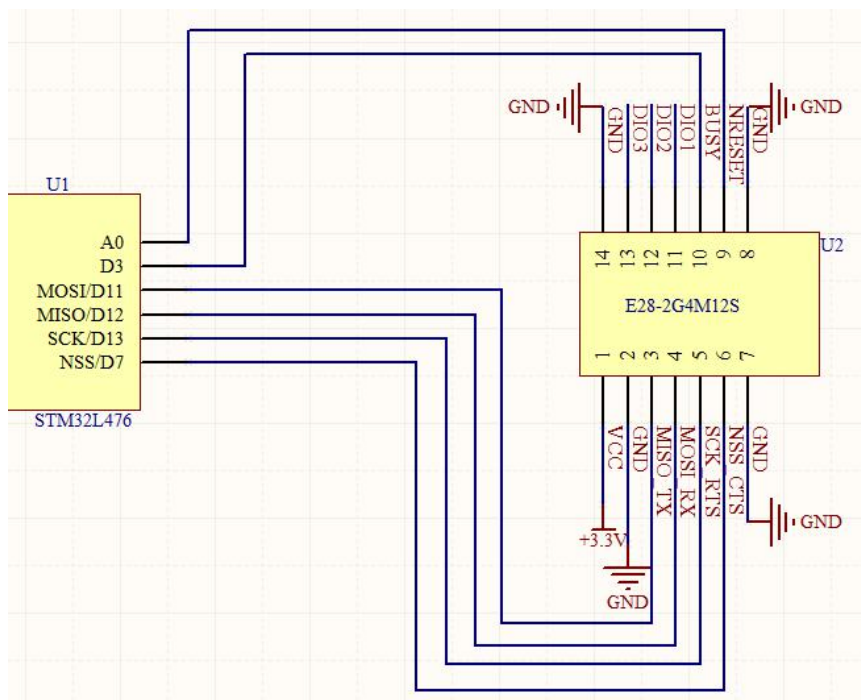 U1
A0
D3
MOSI/D11
MISO/D12
SCK/D13
NSS/D7
STM32L476
GND
GND
DIO3
DIO2
DIO1
BUSY
NRESET
GND
GND
14
13
12
11
10
9
8
U2
E28-2G4M12S
1
2
3
4
5
6
7
VCC
GND
MISO_TX
MOSI_RX
SCK_RTS
NSS_CTS
GND
+3.3V
GND
GND